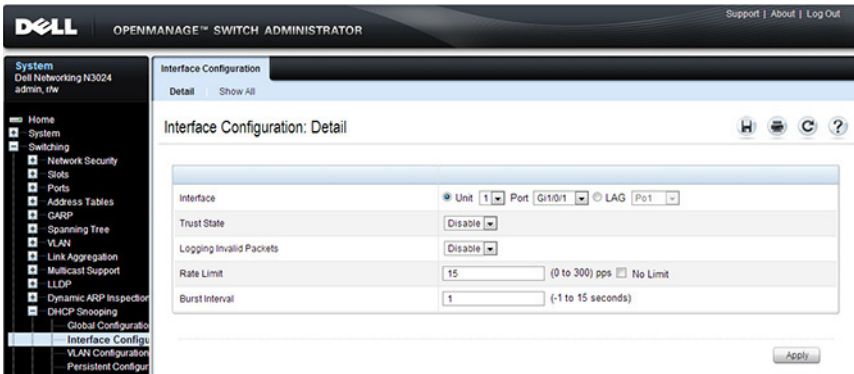 Support | About | Log Out
DELL OPENMANAGE™ SWITCH ADMINISTRATOR
System
Dell Networking N3024
admin, r/w
Home
System
Switching
Network Security
Slots
Ports
Address Tables
GARP
Spanning Tree
VLAN
Link Aggregation
Multicast Support
LLDP
Dynamic ARP Inspection
DHCP Snooping
Global Configuratio
Interface Configu
VLAN Configuration
Persistent Configur
Interface Configuration
Detail Show All
Interface Configuration: Detail
Interface Unit 1 Port Gi1/0/1 LAG Po1
Trust State Disable
Logging Invalid Packets Disable
Rate Limit 15 (0 to 300) pps No Limit
Burst Interval 1 (-1 to 15 seconds)
Apply